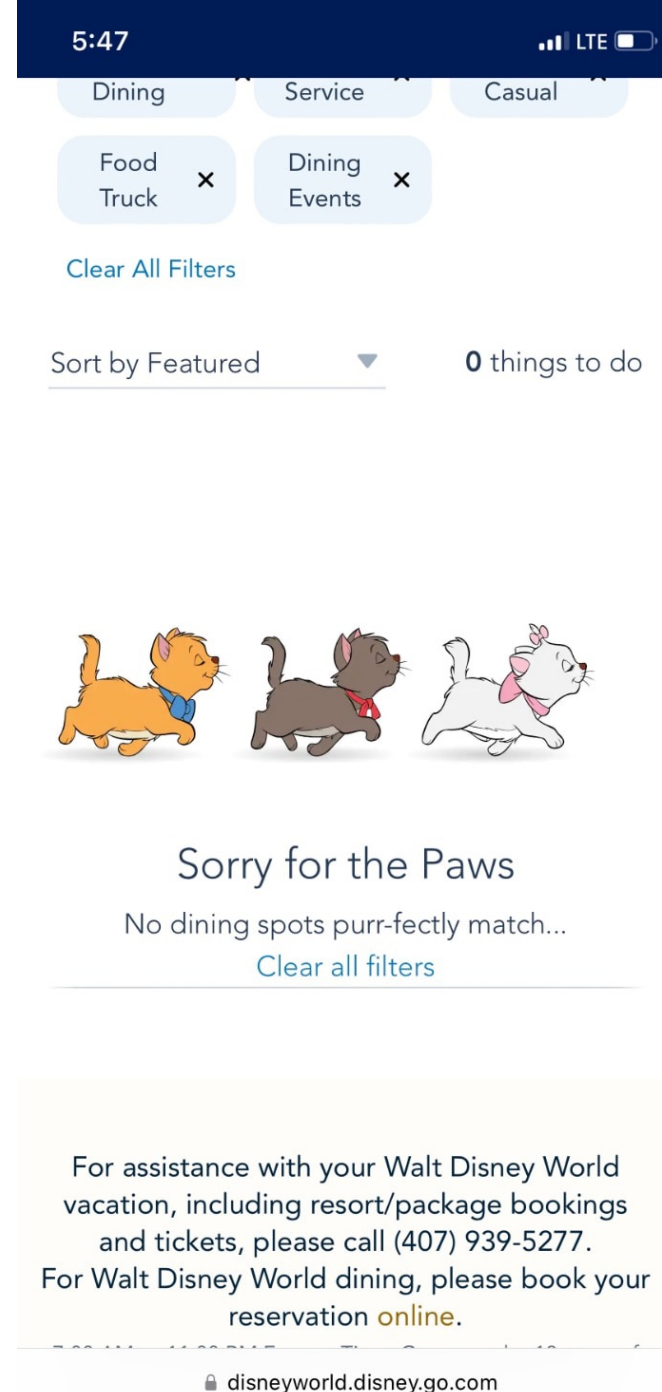 5:47 LTE
Dining Service Casual
Food Dining
Truck Events
Clear All Filters
Sort by Featured 0 things to do
Sorry for the Paws
No dining spots purr-fectly match...
Clear all filters
For assistance with your Walt Disney World
vacation, including resort/package bookings
and tickets, please call (407) 939-5277.
For Walt Disney World dining, please book your
reservation online.
disneyworld.disney.go.com